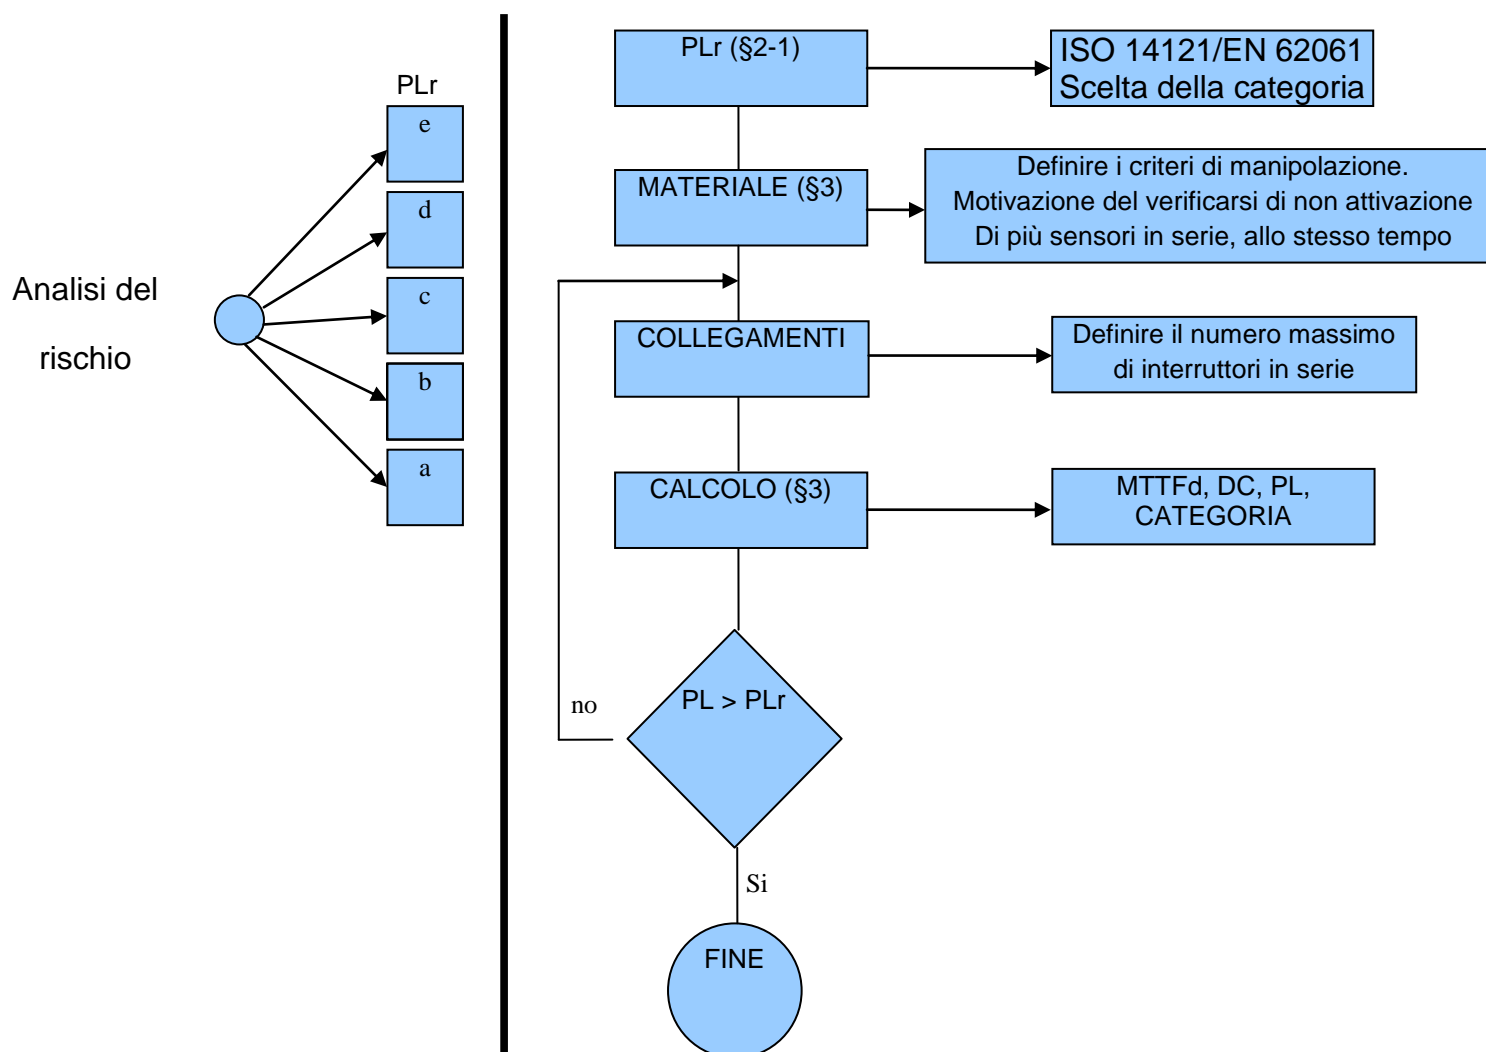 Analisi del
rischio
PLr
e
d
c
b
a
PLr (§2-1)
ISO 14121/EN 62061
Scelta della categoria
MATERIALE (§3)
Definire i criteri di manipolazione.
Motivazione del verificarsi di non attivazione
Di più sensori in serie, allo stesso tempo
COLLEGAMENTI
Definire il numero massimo
di interruttori in serie
CALCOLO (§3)
MTTFd, DC, PL,
CATEGORIA
PL > PLr
no
Si
FINE